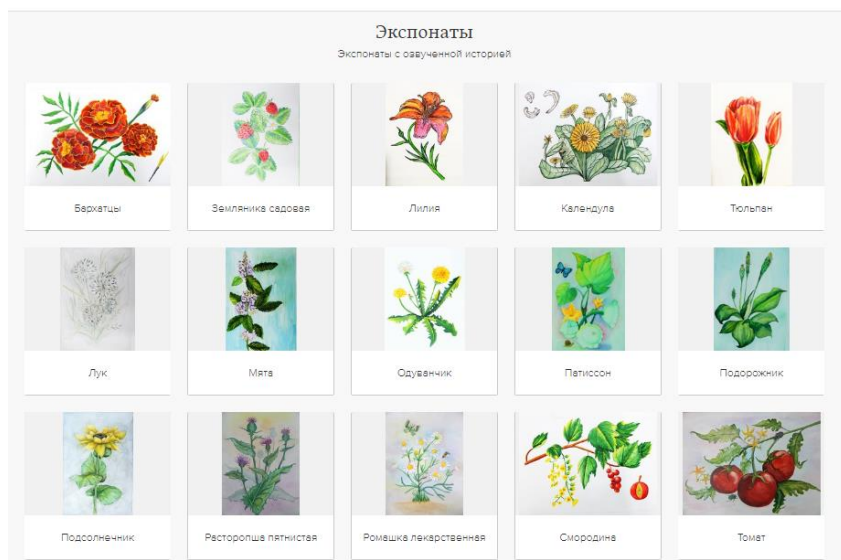 Экспонаты
Экспонаты с озвученной историей
Бархатцы
Земляника садовая
Лилия
Календула
Тюльпан
Лук
Мята
Одуванчик
Патиссон
Подорожник
Подсолнечник
Расторопша пятнистая
Ромашка лекарственная
Смородина
Томат